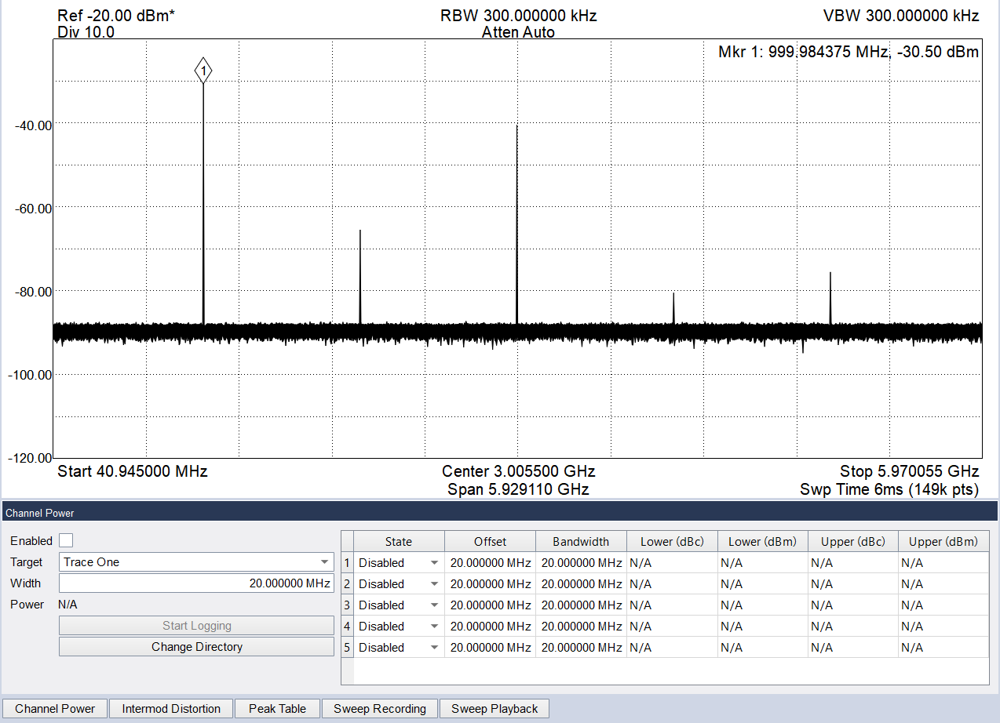 Ref -20.00 dBm* RBW 300.000000 kHz VBW 300.000000 kHz
Div 10.0 Atten Auto
Mkr 1: 999.984375 MHz, -30.50 dBm
1
-40.00
-60.00
-80.00
-100.00
-120.00
Start 40.945000 MHz Center 3.005500 GHz Stop 5.970055 GHz
Span 5.929110 GHz Swp Time 6ms (149k pts)
Channel Power
Enabled
Target Trace One
Width 20.000000 MHz
Power N/A
Start Logging
Change Directory
State Offset Bandwidth Lower (dBc) Lower (dBm) Upper (dBc) Upper (dBm)
1 Disabled 20.000000 MHz 20.000000 MHz N/A N/A N/A N/A
2 Disabled 20.000000 MHz 20.000000 MHz N/A N/A N/A N/A
3 Disabled 20.000000 MHz 20.000000 MHz N/A N/A N/A N/A
4 Disabled 20.000000 MHz 20.000000 MHz N/A N/A N/A N/A
5 Disabled 20.000000 MHz 20.000000 MHz N/A N/A N/A N/A
Channel Power Intermod Distortion Peak Table Sweep Recording Sweep Playback